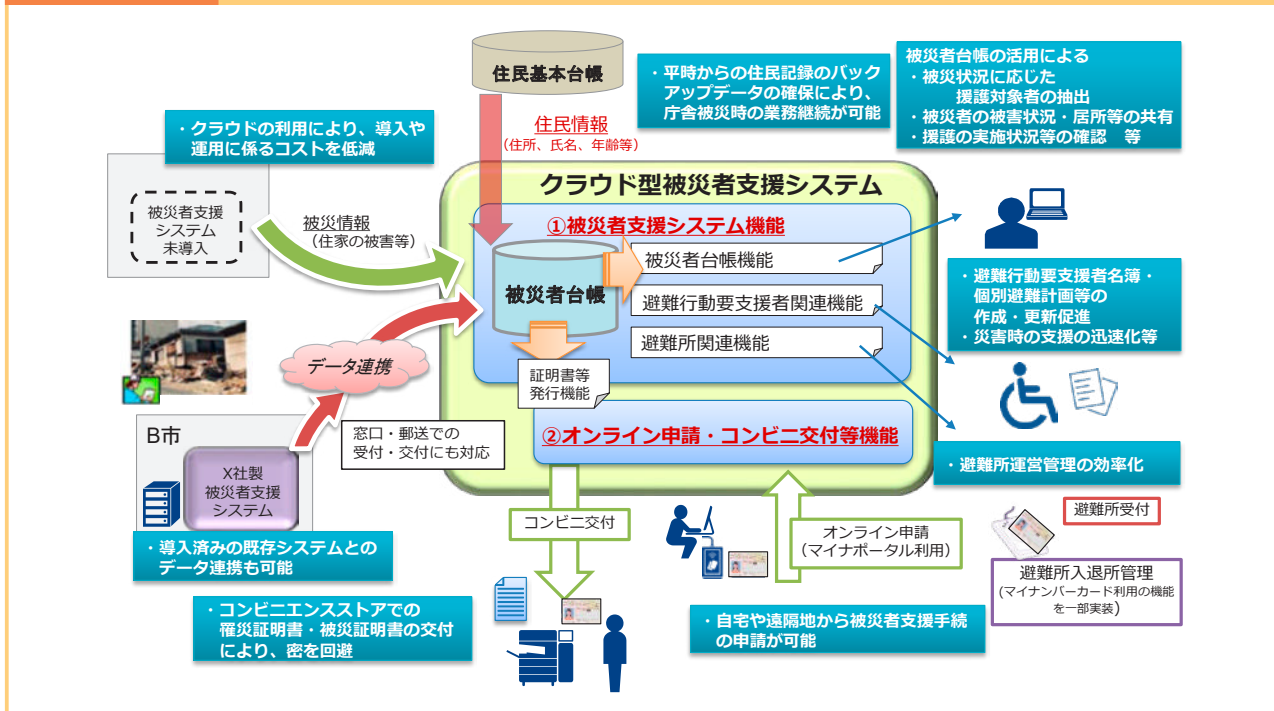 住民基本台帳
・平時からの住民記録のバック
アップデータの確保により、
庁舎被災時の業務継続が可能
被災者台帳の活用による
・被災状況に応じた
援護対象者の抽出
・被災者の被害状況・居所等の共有
・援護の実施状況等の確認　等
・クラウドの利用により、導入や
運用に係るコストを低減
住民情報
（住所、氏名、年齢等）
クラウド型被災者支援システム
被災者支援
システム
未導入
被災情報
（住家の被害等）
①被災者支援システム機能
被災者台帳
被災者台帳機能
避難行動要支援者関連機能
避難所関連機能
・避難行動要支援者名簿・
個別避難計画等の
作成・更新促進
・災害時の支援の迅速化等
データ連携
証明書等
発行機能
B市
X社製
被災者支援
システム
窓口・郵送での
受付・交付にも対応
②オンライン申請・コンビニ交付等機能
・避難所運営管理の効率化
コンビニ交付
オンライン申請
（マイナポータル利用）
避難所受付
・導入済みの既存システムとの
データ連携も可能
避難所入退所管理
(マイナンバーカード利用の機能
を一部実装)
・コンビニエンスストアでの
罹災証明書・被災証明書の交付
により、密を回避
・自宅や遠隔地から被災者支援手続
の申請が可能